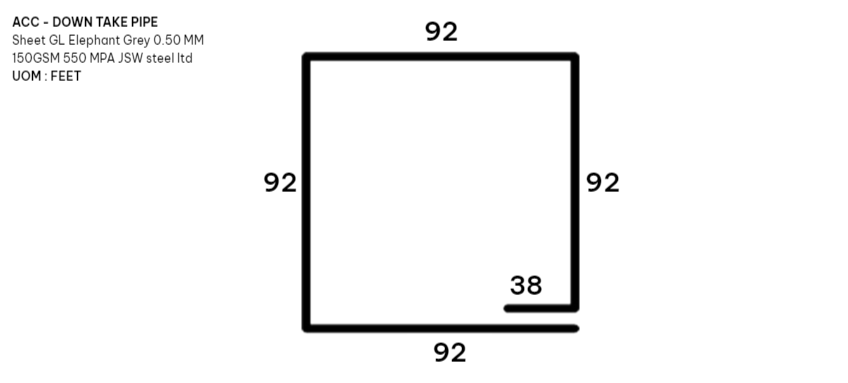 ACC - DOWN TAKE PIPE
Sheet GL Elephant Grey 0.50 MM
150GSM 550 MPA JSW steel ltd
UOM : FEET
92
92
92
38
92